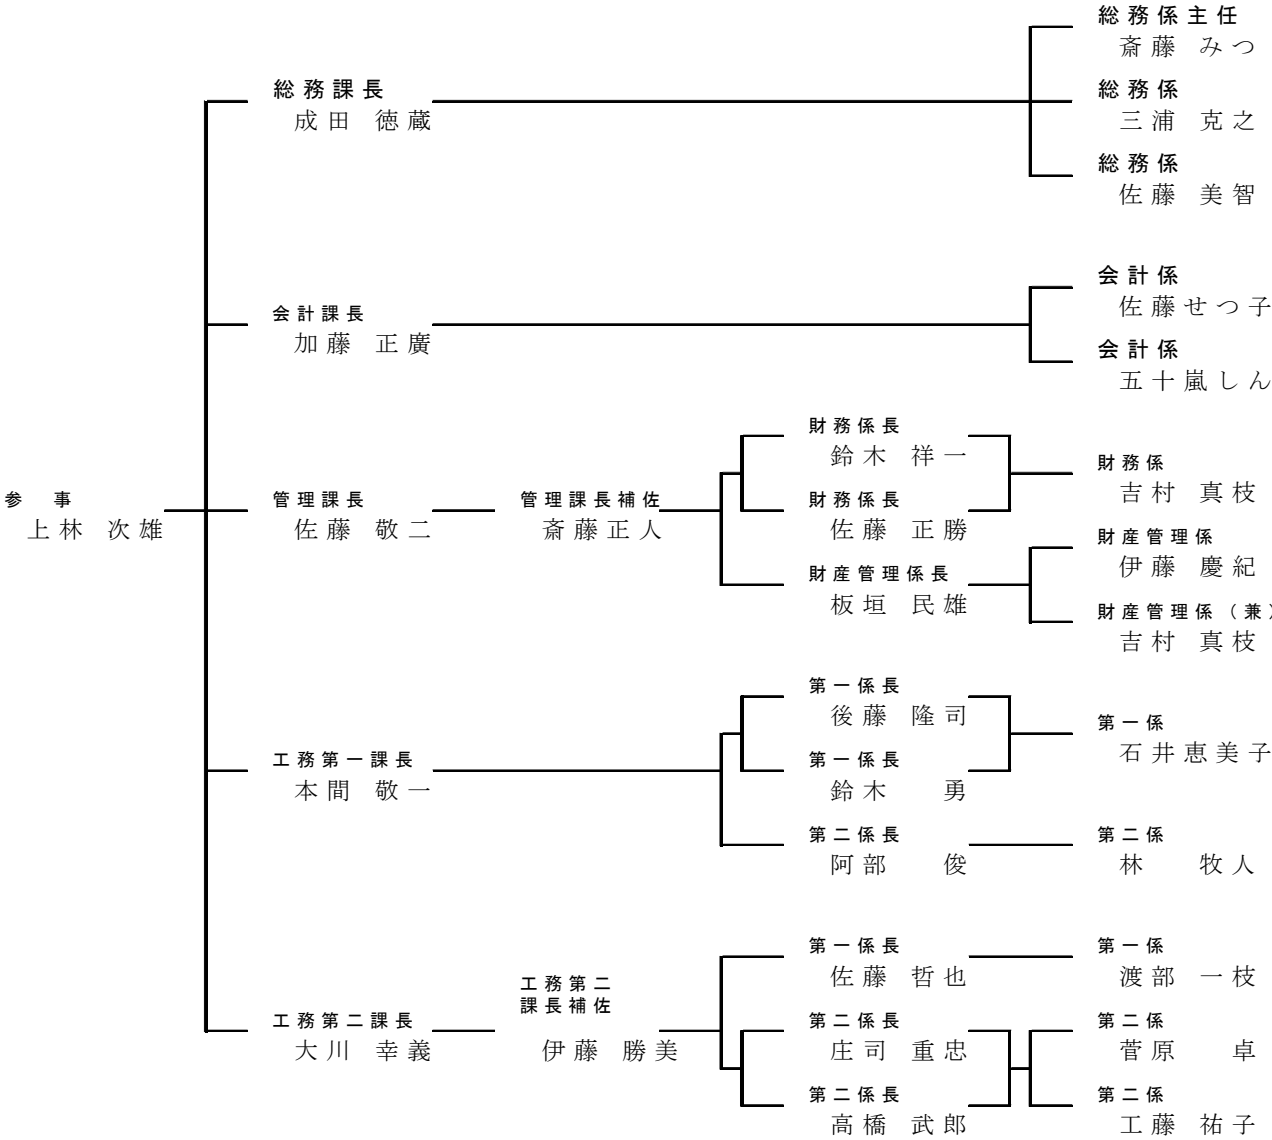 参事
上林 次雄
総務課長
成田 徳蔵
総務係主任
斎藤 みつ
総務係
三浦 克之
総務係
佐藤 美智
会計課長
加藤 正廣
会計係
佐藤せつ子
会計係
五十嵐しん
管理課長
佐藤 敬二
管理課長補佐
斎藤正人
財務係長
鈴木 祥一
財務係長
佐藤 正勝
財務係
吉村 真枝
財産管理係長
板垣 民雄
財産管理係
伊藤 慶紀
財産管理係（兼）
吉村 真枝
工務第一課長
本間 敬一
第一係長
後藤 隆司
第一係長
鈴木 勇
第一係
石井恵美子
第二係長
阿部 俊
第二係
林 牧人
工務第二課長
大川 幸義
工務第二
課長補佐
伊藤 勝美
第一係長
佐藤 哲也
第一係
渡部 一枝
第二係長
庄司 重忠
第二係長
高橋 武郎
第二係
菅原 卓
第二係
工藤 祐子